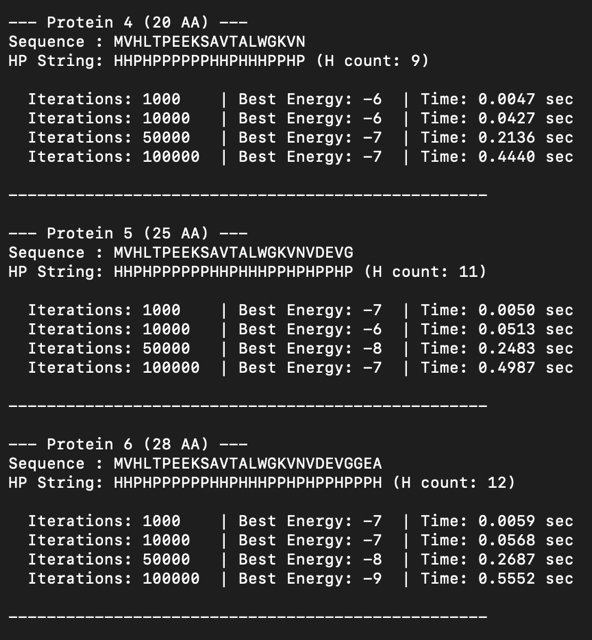 --- Protein 4 (20 AA) ---
Sequence : MVHLTPEEKSAVTALWGKVN
HP String: HHPHPPPPPPHHPHHHPPHP (H count: 9)
Iterations: 1000 | Best Energy: -6 | Time: 0.0047 sec
Iterations: 10000 | Best Energy: -6 | Time: 0.0427 sec
Iterations: 50000 | Best Energy: -7 | Time: 0.2136 sec
Iterations: 100000 | Best Energy: -7 | Time: 0.4440 sec
--------------------------------------------------
--- Protein 5 (25 AA) ---
Sequence : MVHLTPEEKSAVTALWGKVNVDEVG
HP String: HHPHPPPPPPHHPHHHPPHPHPPHP (H count: 11)
Iterations: 1000 | Best Energy: -7 | Time: 0.0050 sec
Iterations: 10000 | Best Energy: -6 | Time: 0.0513 sec
Iterations: 50000 | Best Energy: -8 | Time: 0.2483 sec
Iterations: 100000 | Best Energy: -7 | Time: 0.4987 sec
--------------------------------------------------
--- Protein 6 (28 AA) ---
Sequence : MVHLTPEEKSAVTALWGKVNVDEVGGEA
HP String: HHPHPPPPPPHHPHHHPPHPHPPHPPPH (H count: 12)
Iterations: 1000 | Best Energy: -7 | Time: 0.0059 sec
Iterations: 10000 | Best Energy: -7 | Time: 0.0568 sec
Iterations: 50000 | Best Energy: -8 | Time: 0.2687 sec
Iterations: 100000 | Best Energy: -9 | Time: 0.5552 sec
--------------------------------------------------